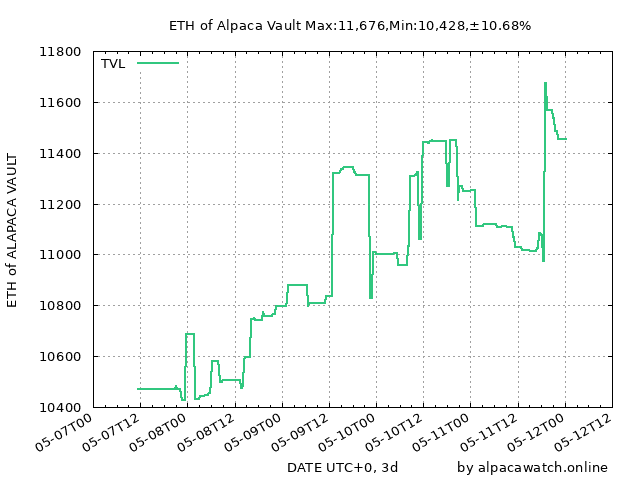 ETH of Alpaca Vault Max:11,676,Min:10,428,±10.68%
TVL
ETH of ALAPACA VAULT
11800
11600
11400
11200
11000
10800
10600
10400
05-07T00
05-07T12
05-08T00
05-08T12
05-09T00
05-09T12
05-10T00
05-10T12
05-11T00
05-11T12
05-12T00
05-12T12
DATE UTC+0, 3d
by alpacawatch.online